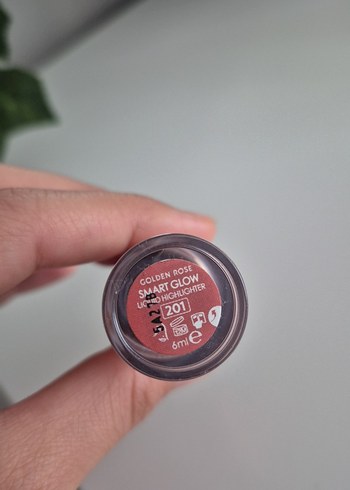 GOLDEN ROSE
SMART GLOW
LIQUID HIGHLIGHTER
201
6ml e